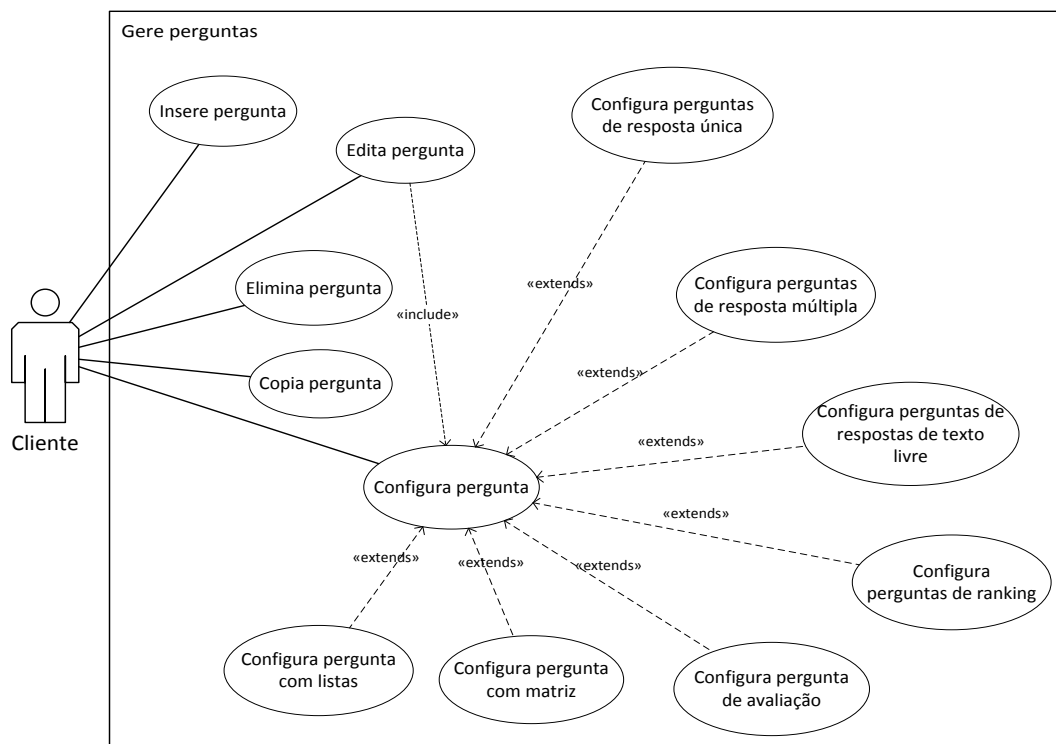 Gere perguntas
Insere pergunta
Configura perguntas
de resposta única
Edita pergunta
Elimina pergunta
Configura perguntas
de resposta múltipla
«extends»
«include»
Copia pergunta
«extends»
Cliente
Configura perguntas de
respostas de texto
livre
«extends»
Configura pergunta
«extends»
«extends»
«extends»
«extends»
Configura
perguntas de ranking
Configura pergunta
com listas
Configura pergunta
com matriz
Configura pergunta
de avaliação